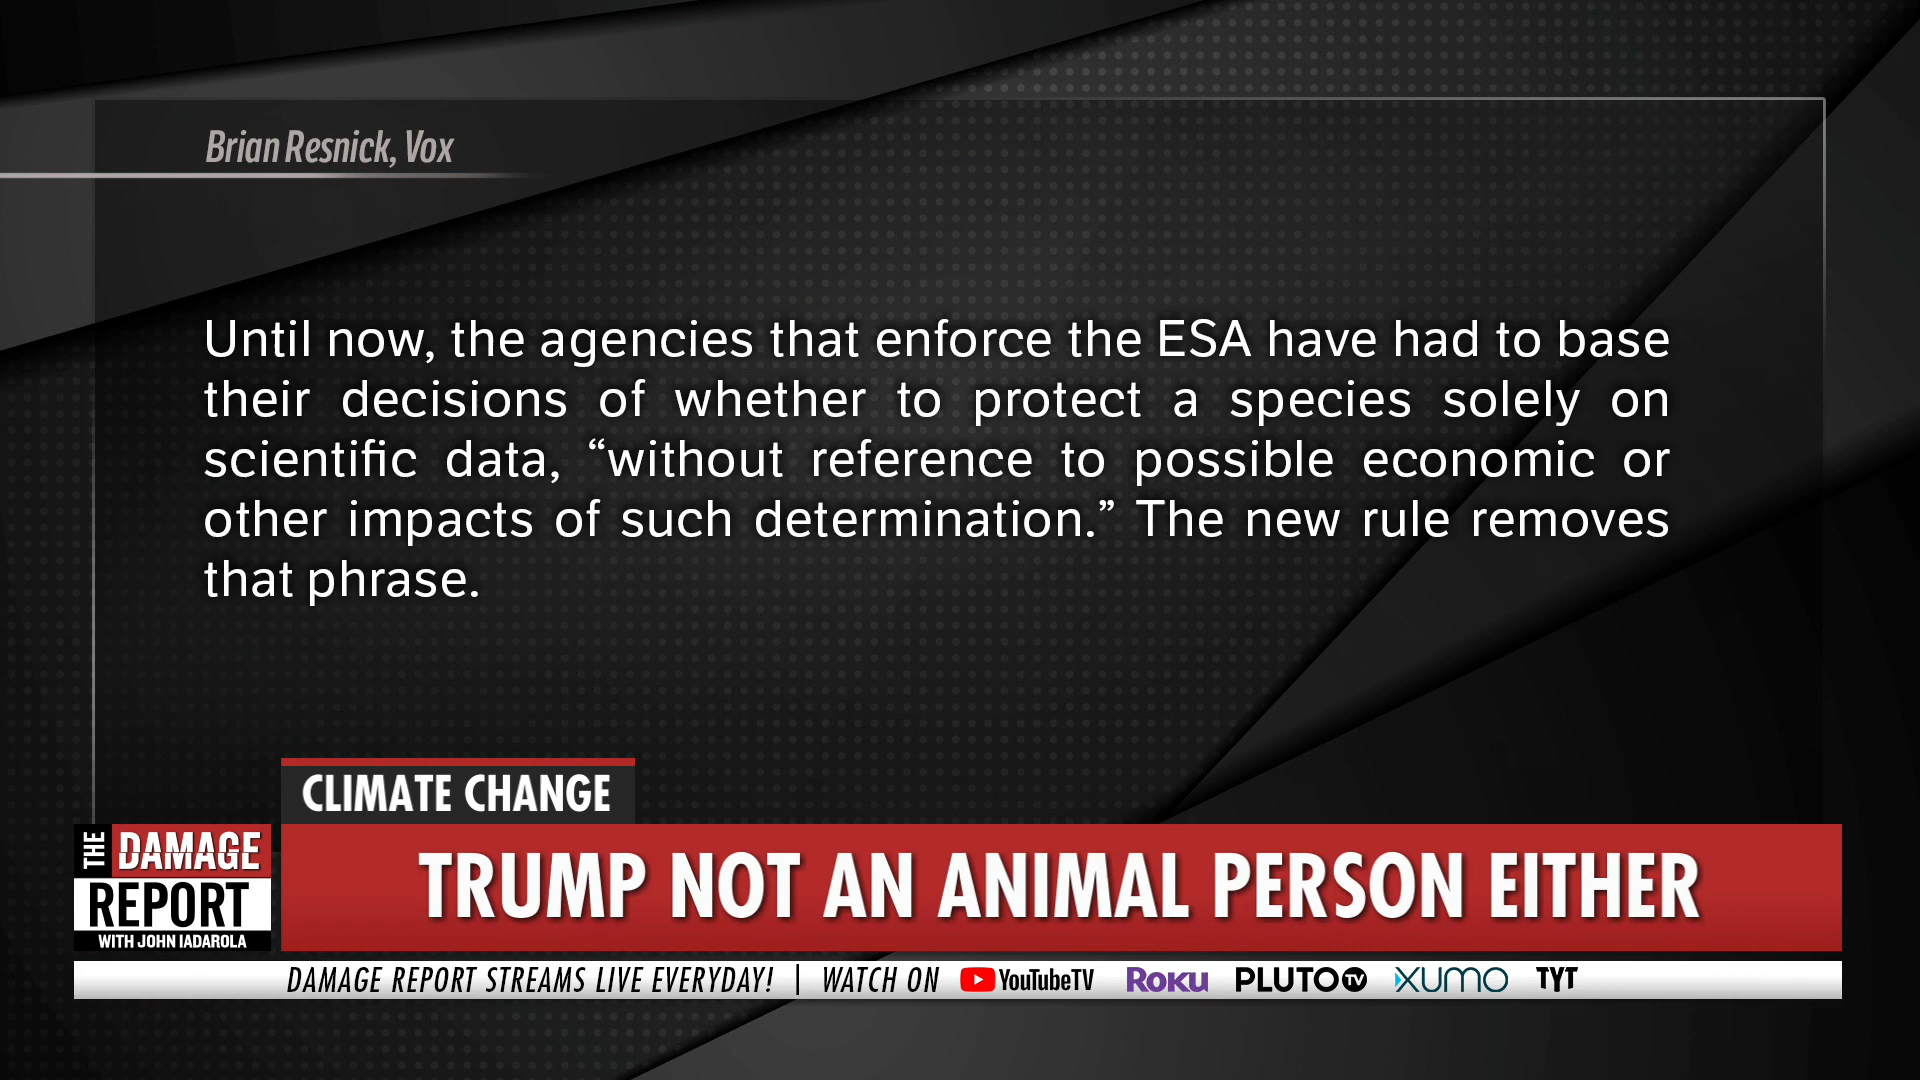 Brian Resnick, Vox
Until now, the agencies that enforce the ESA have had to base
their decisions of whether to protect a species solely on
scientific data, “without reference to possible economic or
other impacts of such determination.” The new rule removes
that phrase.
CLIMATE CHANGE
THE DAMAGE
REPORT
WITH JOHN IADAROLA
TRUMP NOT AN ANIMAL PERSON EITHER
DAMAGE REPORT STREAMS LIVE EVERYDAY! | WATCH ON YouTubeTV ROKU PLUTO TV XUMO TYT